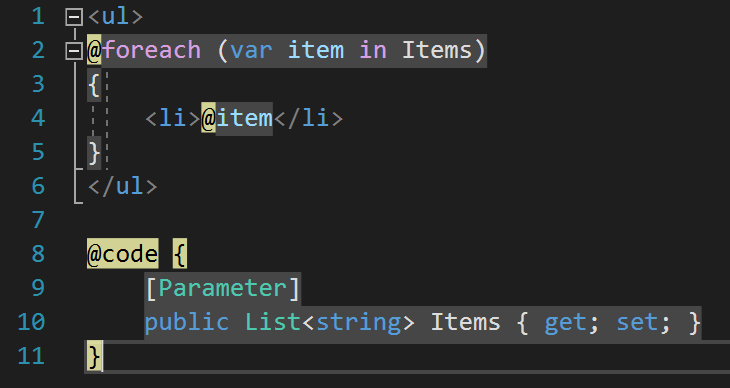 1 <ul>
2 @foreach (var item in Items)
3 {
4     <li>@item</li>
5 }
6 </ul>
7
8 @code {
9     [Parameter]
10     public List<string> Items { get; set; }
11 }